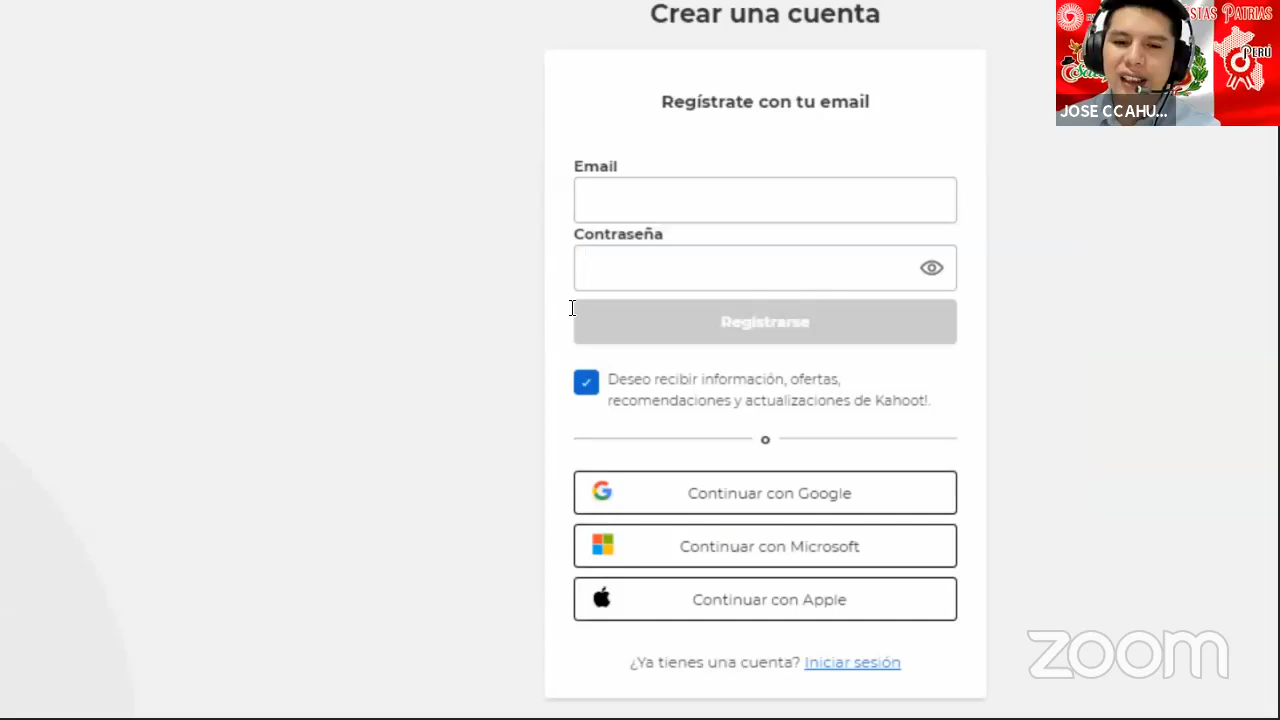 Crear una cuenta
Regístrate con tu email
Email
Contraseña
Registrarse
Deseo recibir información, ofertas,
recomendaciones y actualizaciones de Kahoot!.
o
Continuar con Google
Continuar con Microsoft
Continuar con Apple
¿Ya tienes una cuenta? Iniciar sesión
PATRIAS
PERÚ
JOSE CCAHU...
zoom